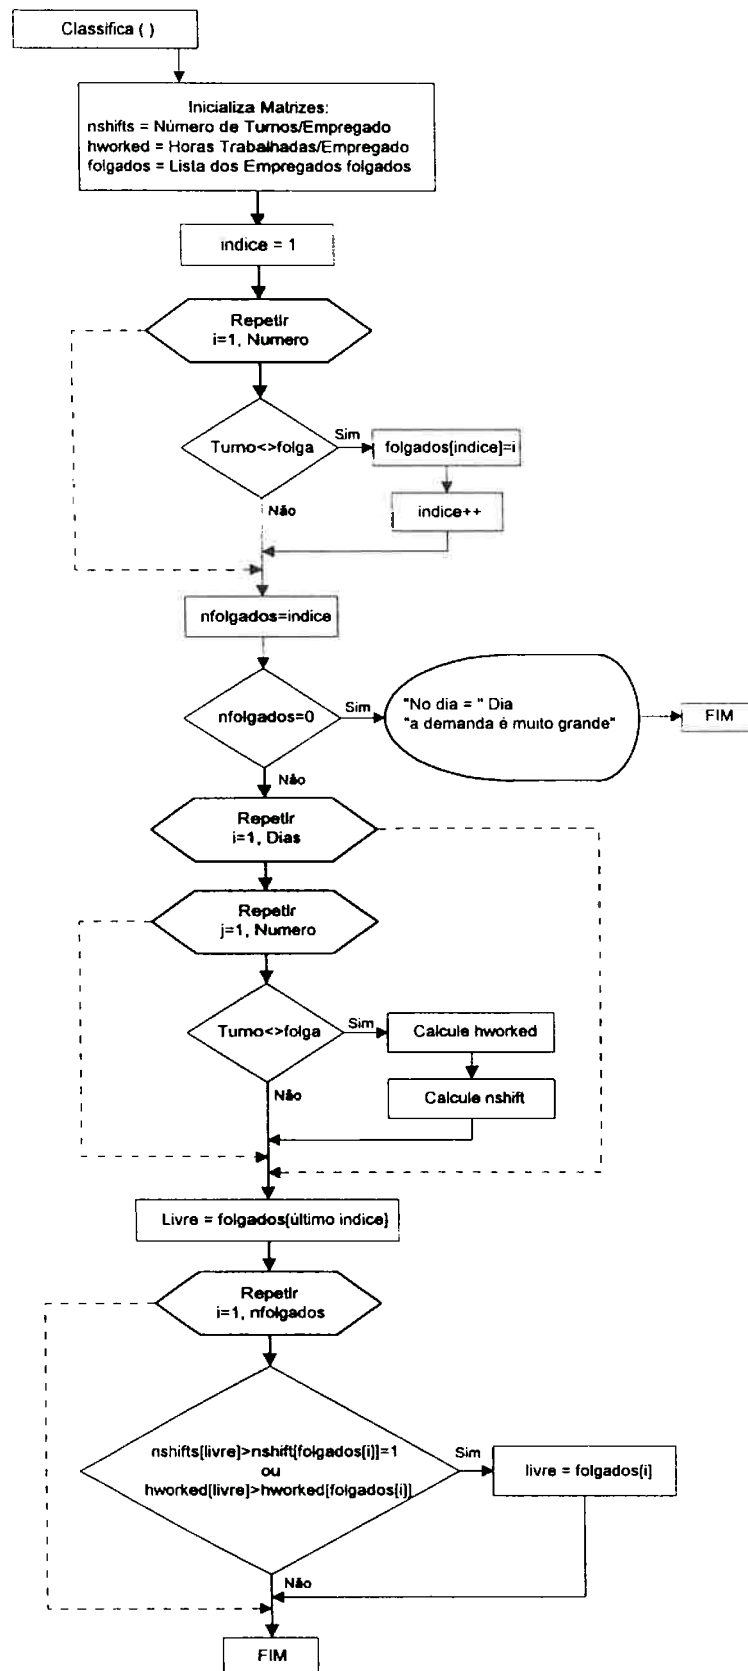 Classifica ( )
Inicializa Matrizes:
nshifts = Número de Turnos/Empregado
hworked = Horas Trabalhadas/Empregado
folgados = Lista dos Empregados folgados
indice = 1
Repetir
i=1, Numero
Turno<>folga
Sim
folgados[indice]=i
Não
indice++
nfolgados=indice
nfolgados=0
Sim
"No dia = " Dia
"a demanda é muito grande"
FIM
Não
Repetir
i=1, Dias
Repetir
j=1, Numero
Turno<>folga
Sim
Calcule hworked
Não
Calcule nshift
Livre = folgados[último indice]
Repetir
i=1, nfolgados
nshifts[livre]>nshift[folgados[i]]=1
ou
hworked[livre]>hworked[folgados[i]]
Sim
livre = folgados[i]
Não
FIM